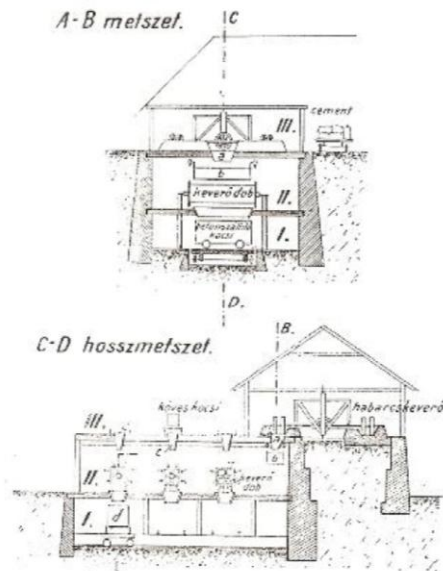 A-B metszet.
C
cement
III.
a
b
keverő dob
II.
I.
betonszállító
kocsi
D.
C-D hosszmetszet.
B.
köves kocsi
habarcskeverő
III.
a
c
b
II.
keverő
dob
I.
d